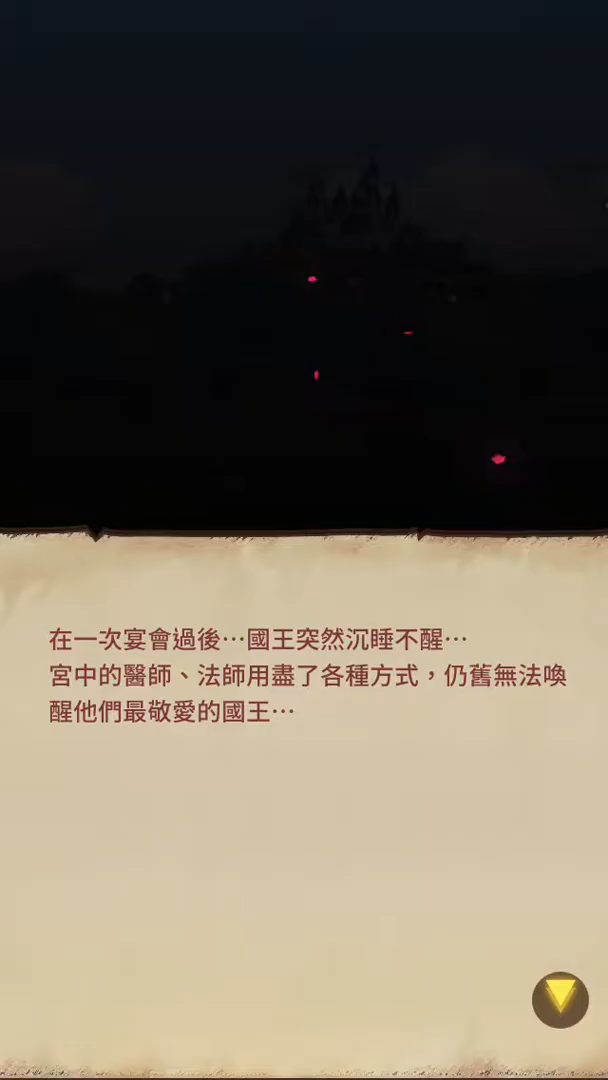 在一次宴會過後…國王突然沉睡不醒…
宮中的醫師、法師用盡了各種方式，仍舊無法喚
醒他們最敬愛的國王…